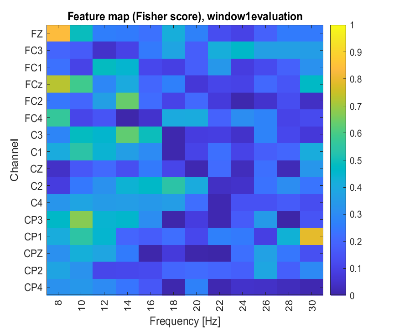 Feature map (Fisher score), window1evaluation
Channel
FZ
FC3
FC1
FCz
FC2
FC4
C3
C1
CZ
C2
C4
CP3
CP1
CPZ
CP2
CP4
8 10 12 14 16 18 20 22 24 26 28 30
Frequency [Hz]
1
0.9
0.8
0.7
0.6
0.5
0.4
0.3
0.2
0.1
0